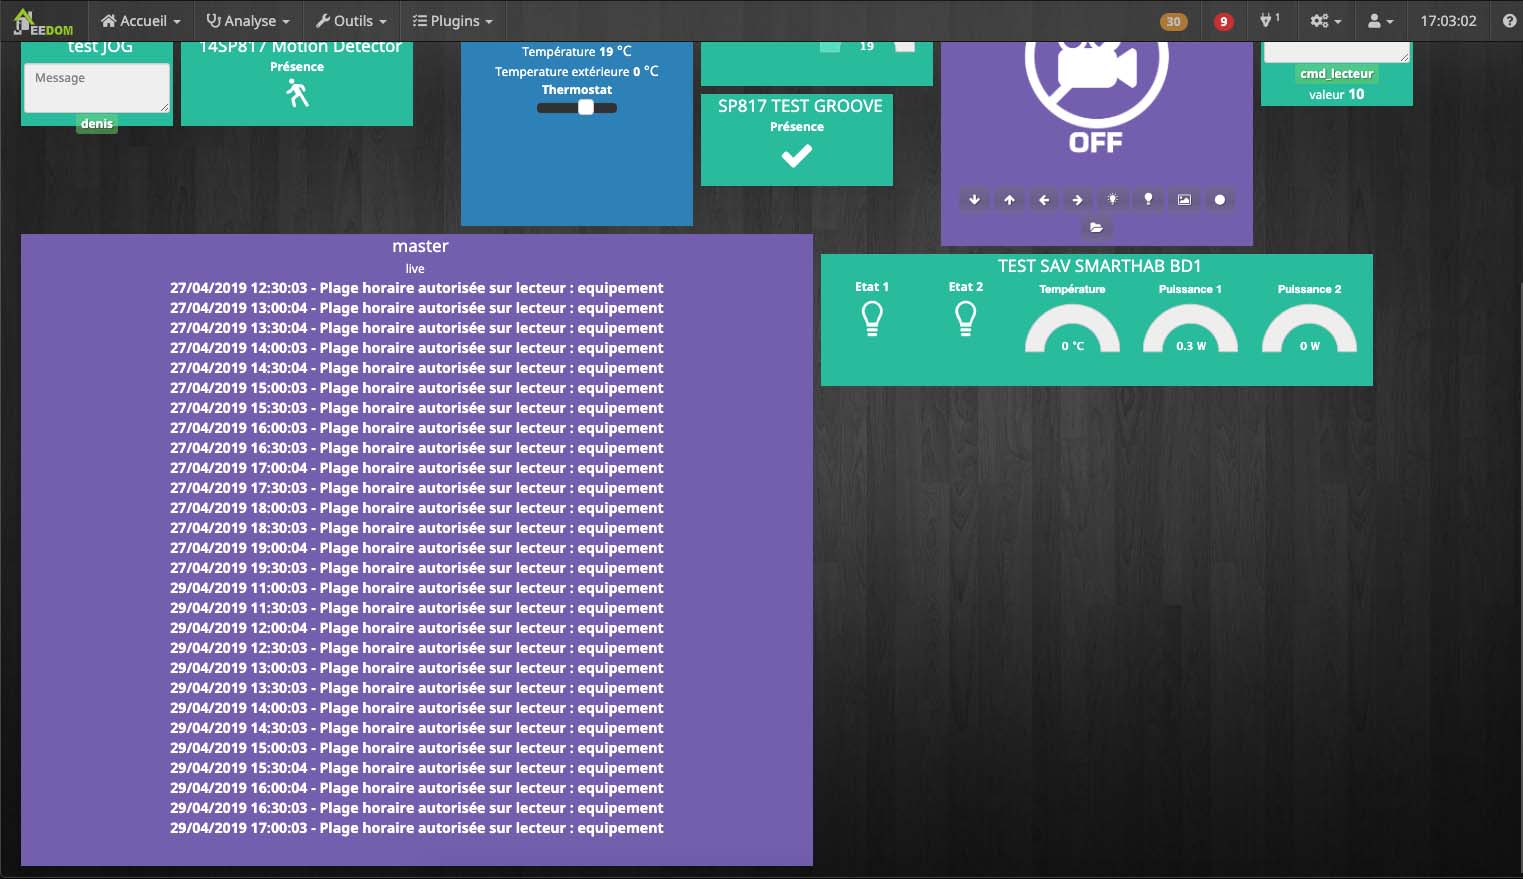 JEEDOM
Accueil
Analyse
Outils
Plugins
30
9
1
17:03:02
test JOG
Message
denis
14SP817 Motion Detector
Présence
Température 19 °C
Temperature extérieure 0 °C
Thermostat
19
SP817 TEST GROOVE
Présence
OFF
cmd_lecteur
valeur 10
master
live
27/04/2019 12:30:03 - Plage horaire autorisée sur lecteur : equipement
27/04/2019 13:00:04 - Plage horaire autorisée sur lecteur : equipement
27/04/2019 13:30:04 - Plage horaire autorisée sur lecteur : equipement
27/04/2019 14:00:03 - Plage horaire autorisée sur lecteur : equipement
27/04/2019 14:30:04 - Plage horaire autorisée sur lecteur : equipement
27/04/2019 15:00:03 - Plage horaire autorisée sur lecteur : equipement
27/04/2019 15:30:03 - Plage horaire autorisée sur lecteur : equipement
27/04/2019 16:00:03 - Plage horaire autorisée sur lecteur : equipement
27/04/2019 16:30:03 - Plage horaire autorisée sur lecteur : equipement
27/04/2019 17:00:04 - Plage horaire autorisée sur lecteur : equipement
27/04/2019 17:30:03 - Plage horaire autorisée sur lecteur : equipement
27/04/2019 18:00:03 - Plage horaire autorisée sur lecteur : equipement
27/04/2019 18:30:03 - Plage horaire autorisée sur lecteur : equipement
27/04/2019 19:00:04 - Plage horaire autorisée sur lecteur : equipement
27/04/2019 19:30:03 - Plage horaire autorisée sur lecteur : equipement
29/04/2019 11:00:03 - Plage horaire autorisée sur lecteur : equipement
29/04/2019 11:30:03 - Plage horaire autorisée sur lecteur : equipement
29/04/2019 12:00:04 - Plage horaire autorisée sur lecteur : equipement
29/04/2019 12:30:03 - Plage horaire autorisée sur lecteur : equipement
29/04/2019 13:00:03 - Plage horaire autorisée sur lecteur : equipement
29/04/2019 13:30:03 - Plage horaire autorisée sur lecteur : equipement
29/04/2019 14:00:03 - Plage horaire autorisée sur lecteur : equipement
29/04/2019 14:30:03 - Plage horaire autorisée sur lecteur : equipement
29/04/2019 15:00:03 - Plage horaire autorisée sur lecteur : equipement
29/04/2019 15:30:04 - Plage horaire autorisée sur lecteur : equipement
29/04/2019 16:00:04 - Plage horaire autorisée sur lecteur : equipement
29/04/2019 16:30:03 - Plage horaire autorisée sur lecteur : equipement
29/04/2019 17:00:03 - Plage horaire autorisée sur lecteur : equipement
TEST SAV SMARTHAB BD1
Etat 1
Etat 2
Température
0 °C
Puissance 1
0.3 W
Puissance 2
0 W